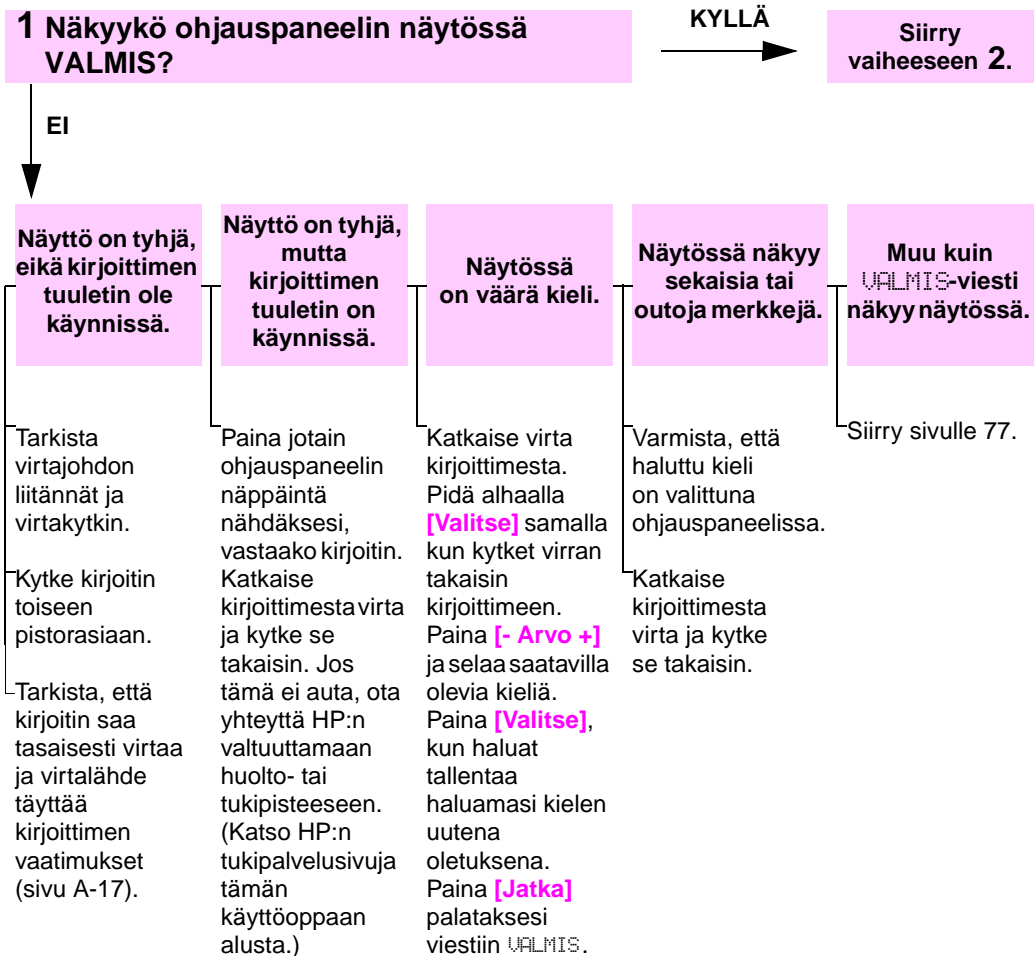 1 Näkyykö ohjauspaneelin näytössä
VALMIS?
KYLLÄ
Siirry
vaiheeseen 2.
EI
Näyttö on tyhjä,
eikä kirjoittimen
tuuletin ole
käynnissä.
Tarkista
virtajohdon
liitännät ja
virtakytkin.
Kytke kirjoitin
toiseen
pistorasiaan.
Tarkista, että
kirjoitin saa
tasaisesti virtaa
ja virtalähde
täyttää
kirjoittimen
vaatimukset
(sivu A-17).
Näyttö on tyhjä,
mutta
kirjoittimen
tuuletin on
käynnissä.
Paina jotain
ohjauspaneelin
näppäintä
nähdäksesi,
vastaako kirjoitin.
Katkaise
kirjoittimesta virta
ja kytke se
takaisin. Jos
tämä ei auta, ota
yhteyttä HP:n
valtuuttamaan
huolto- tai
tukipisteeseen.
(Katso HP:n
tukipalvelusivuja
tämän
käyttöoppaan
alusta.)
Näytössä
on väärä kieli.
Katkaise virta
kirjoittimesta.
Pidä alhaalla
[Valitse] samalla
kun kytket virran
takaisin
kirjoittimeen.
Paina [- Arvo +]
ja selaa saatavilla
olevia kieliä.
Paina [Valitse],
kun haluat
tallentaa
haluamasi kielen
uutena
oletuksena.
Paina [Jatka]
palataksesi
viestiin VALMIS.
Näytössä näkyy
sekaisia tai
outoja merkkejä.
Varmista, että
haluttu kieli
on valittuna
ohjauspaneelissa.
Katkaise
kirjoittimesta
virta ja kytke
se takaisin.
Muu kuin
VALMIS-viesti
näkyy näytössä.
Siirry sivulle 77.